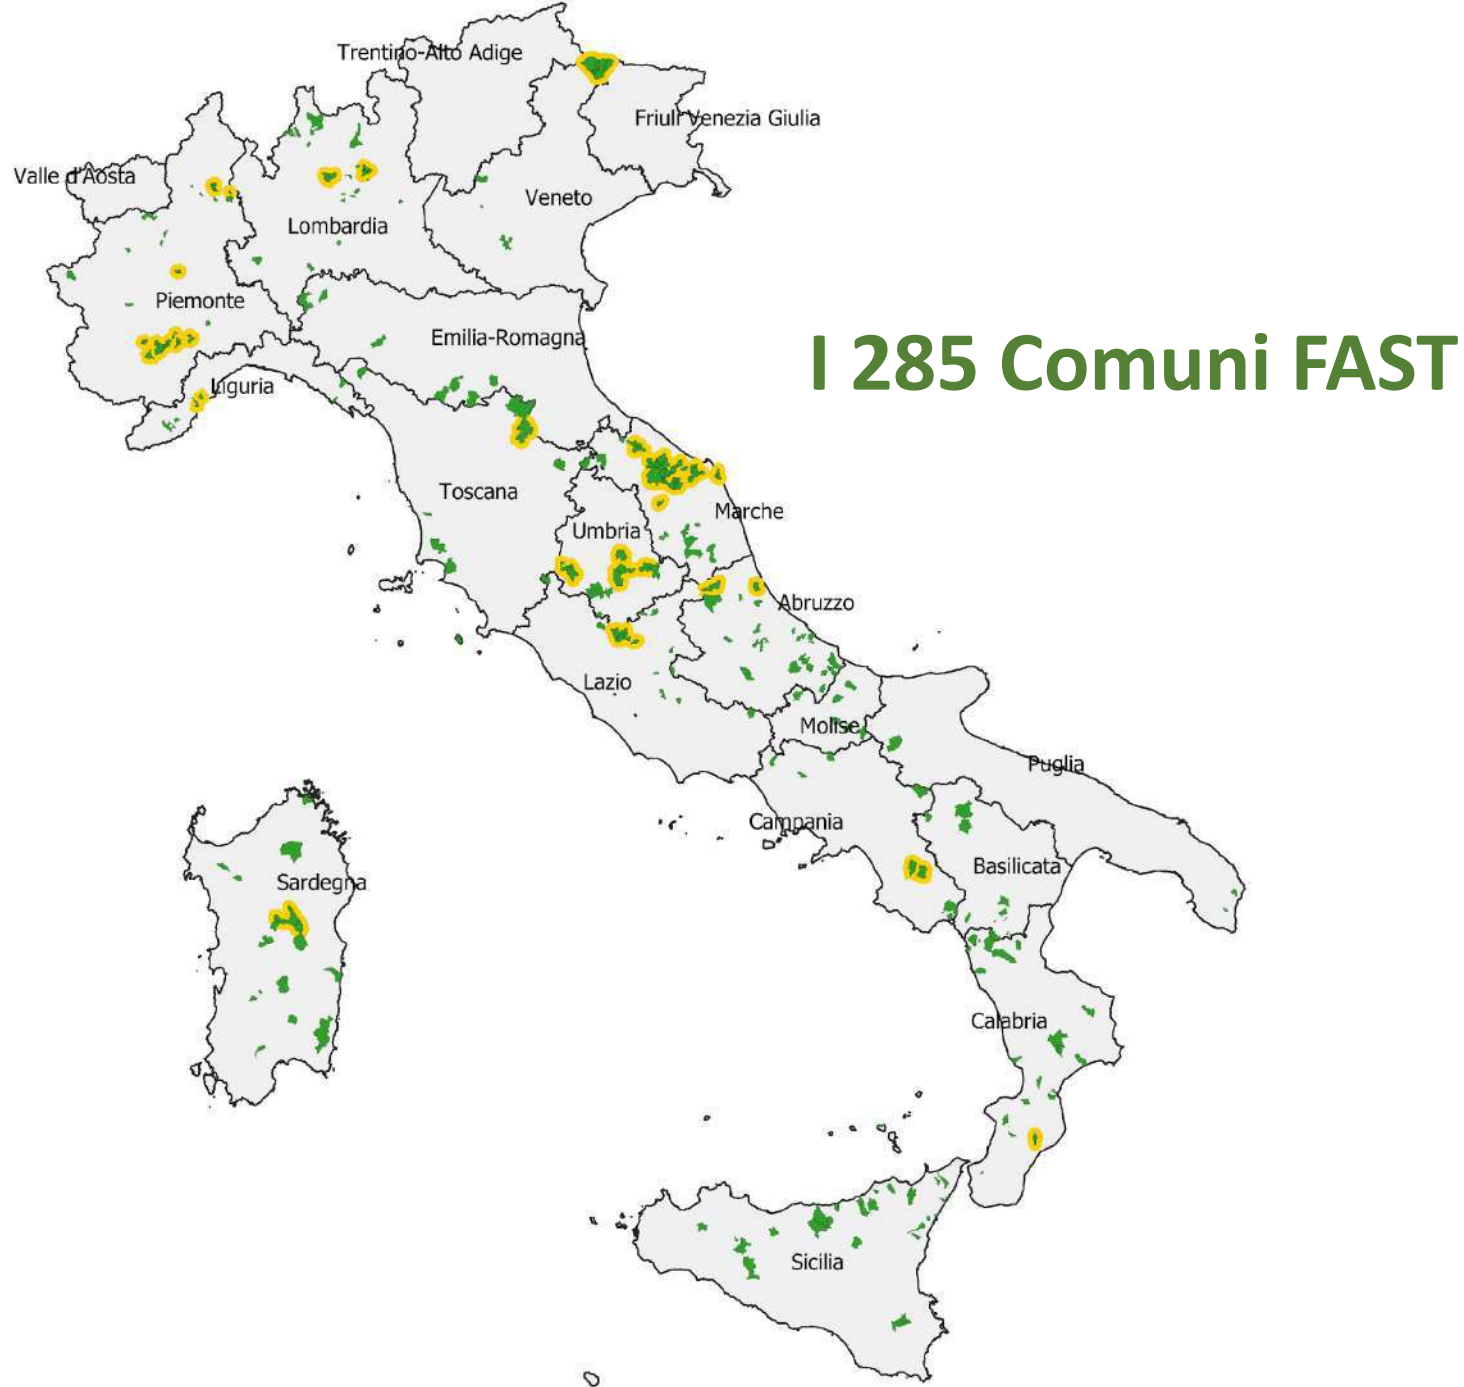 Trentino-Alto Adige
Friuli Venezia Giulia
Valle d'Aosta
Veneto
Lombardia
Piemonte
Emilia-Romagna
I 285 Comuni FAST
Liguria
Toscana
Marche
Umbria
Abruzzo
Lazio
Molise
Puglia
Campania
Basilicata
Sardegna
Calabria
Sicilia